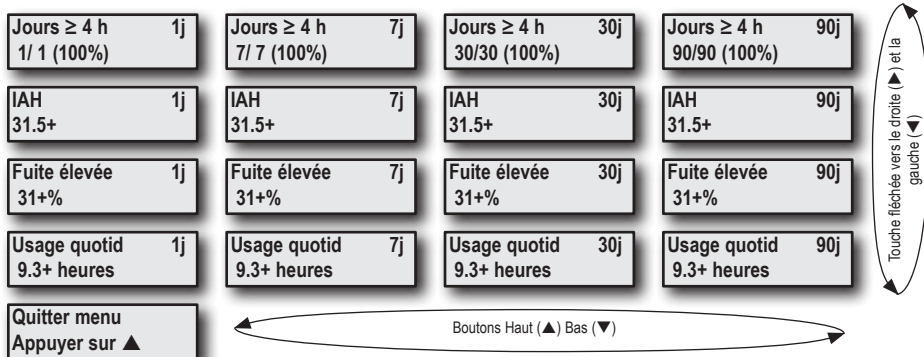 Jours ≥ 4 h 1j
1/ 1 (100%)
Jours ≥ 4 h 7j
7/ 7 (100%)
Jours ≥ 4 h 30j
30/30 (100%)
Jours ≥ 4 h 90j
90/90 (100%)
IAH 1j
31.5+
IAH 7j
31.5+
IAH 30j
31.5+
IAH 90j
31.5+
Fuite élevée 1j
31+%
Fuite élevée 7j
31+%
Fuite élevée 30j
31+%
Fuite élevée 90j
31+%
Usage quotid 1j
9.3+ heures
Usage quotid 7j
9.3+ heures
Usage quotid 30j
9.3+ heures
Usage quotid 90j
9.3+ heures
Quitter menu
Appuyer sur ▲
Boutons Haut (▲) Bas (▼)
Touche fléchée vers le droite (▶) et la
gauche (◀)